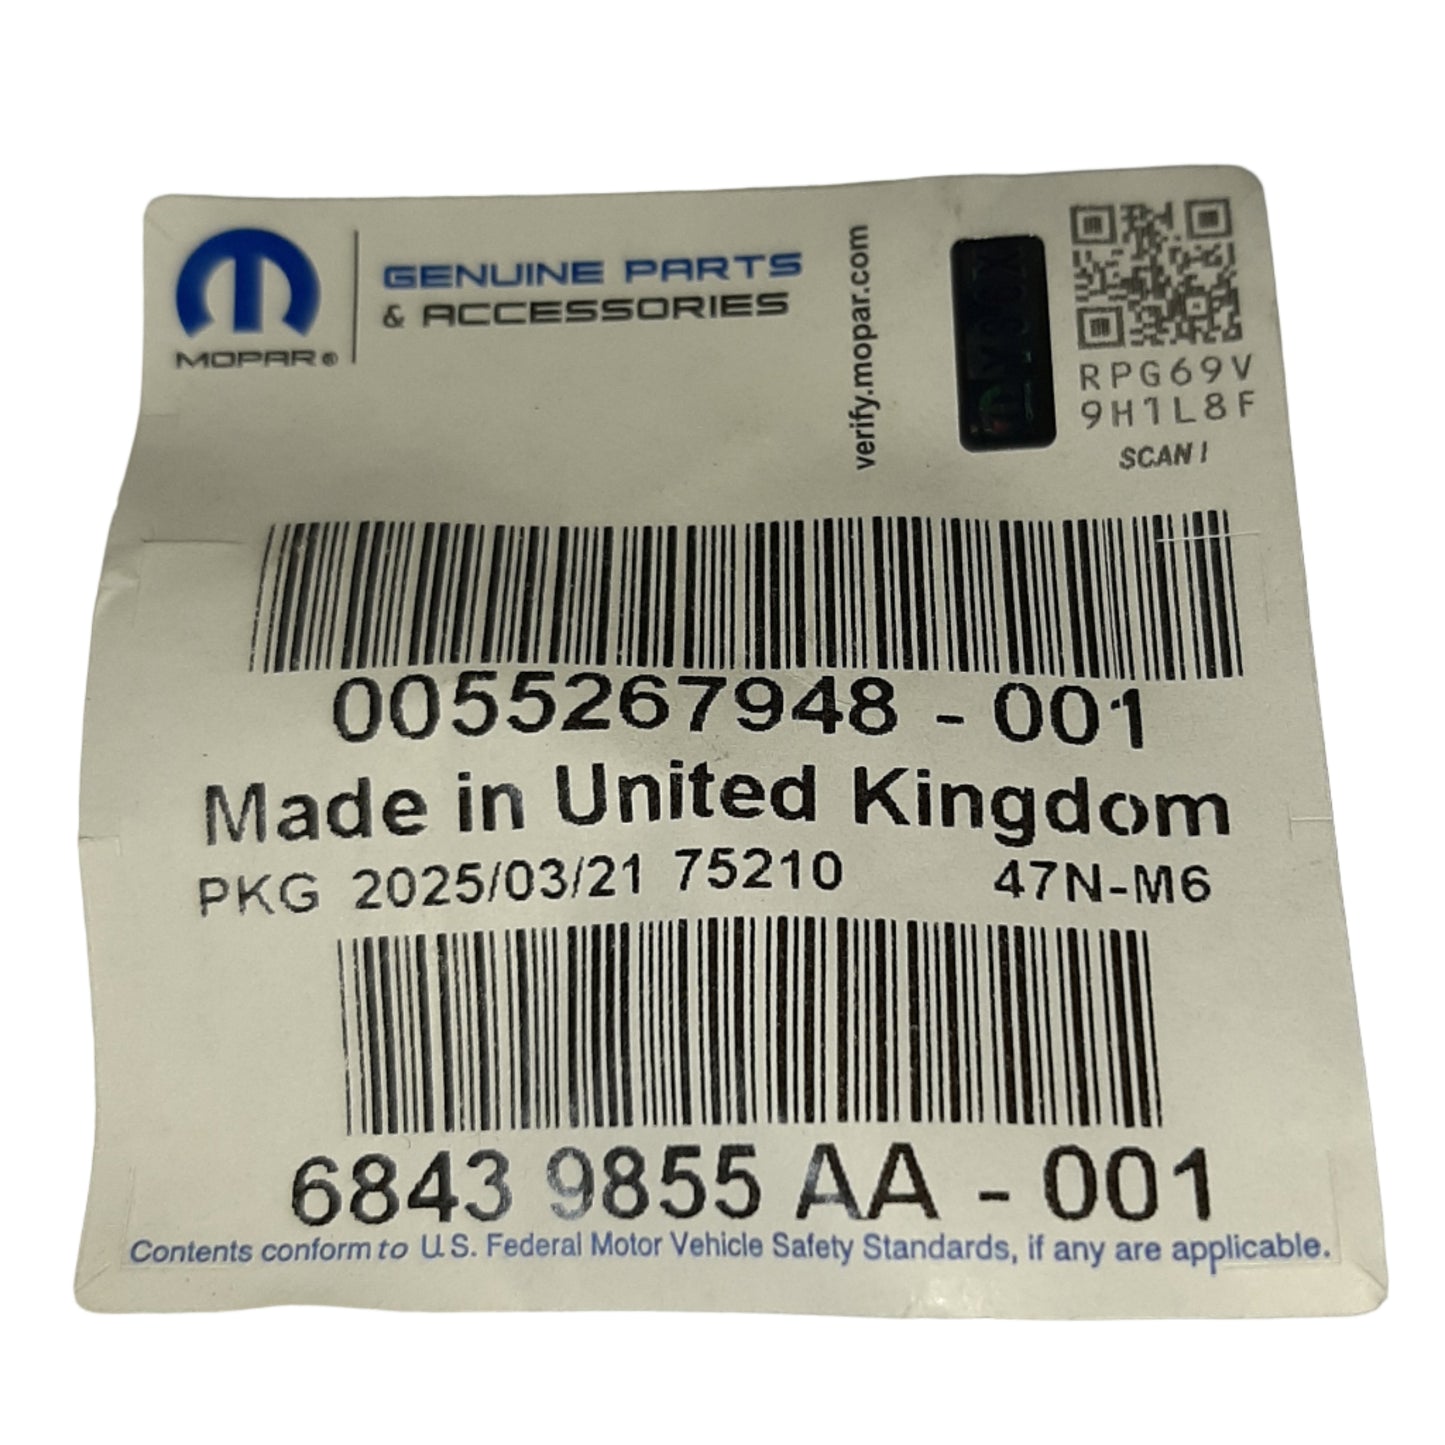 GENUINE PARTS
& ACCESSORIES
MOPAR®
verify.mopar.com
RPG69V
9H1L8F
SCAN!
0055267948 - 001
Made in United Kingdom
PKG 2025/03/21 75210 47N-M6
6843 9855 AA - 001
Contents conform to U.S. Federal Motor Vehicle Safety Standards, if any are applicable.